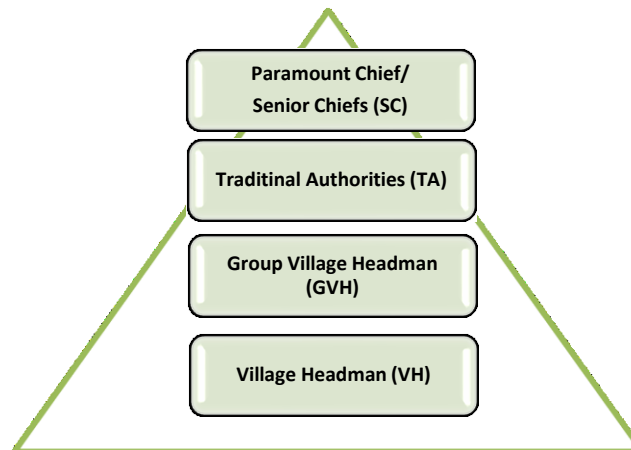 Paramount Chief/
Senior Chiefs (SC)
Traditinal Authorities (TA)
Group Village Headman
(GVH)
Village Headman (VH)